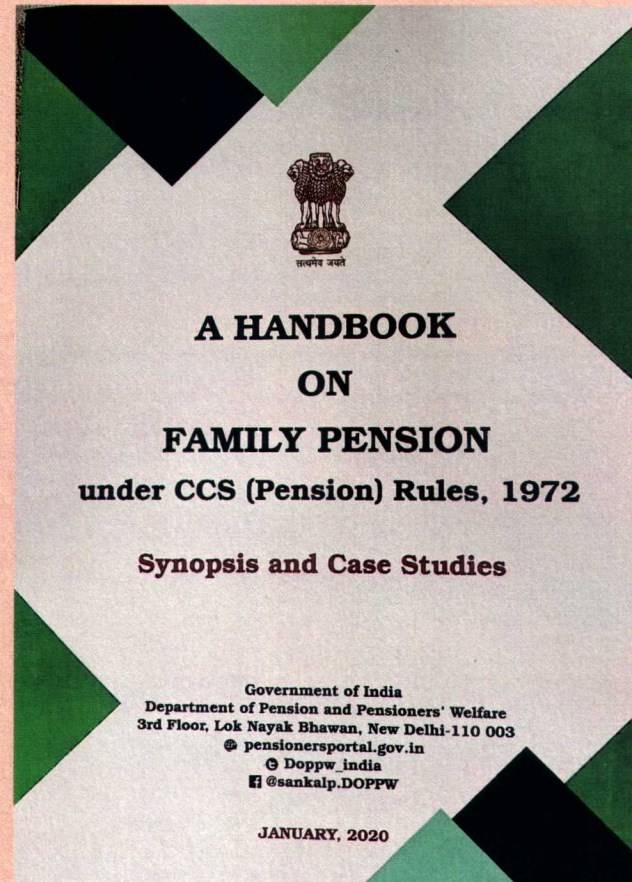 सत्यमेव जयते
A HANDBOOK
ON
FAMILY PENSION
under CCS (Pension) Rules, 1972
Synopsis and Case Studies
Government of India
Department of Pension and Pensioners' Welfare
3rd Floor, Lok Nayak Bhawan, New Delhi-110 003
pensionersportal.gov.in
Doppw_india
@sankalp.DOPPW
JANUARY, 2020